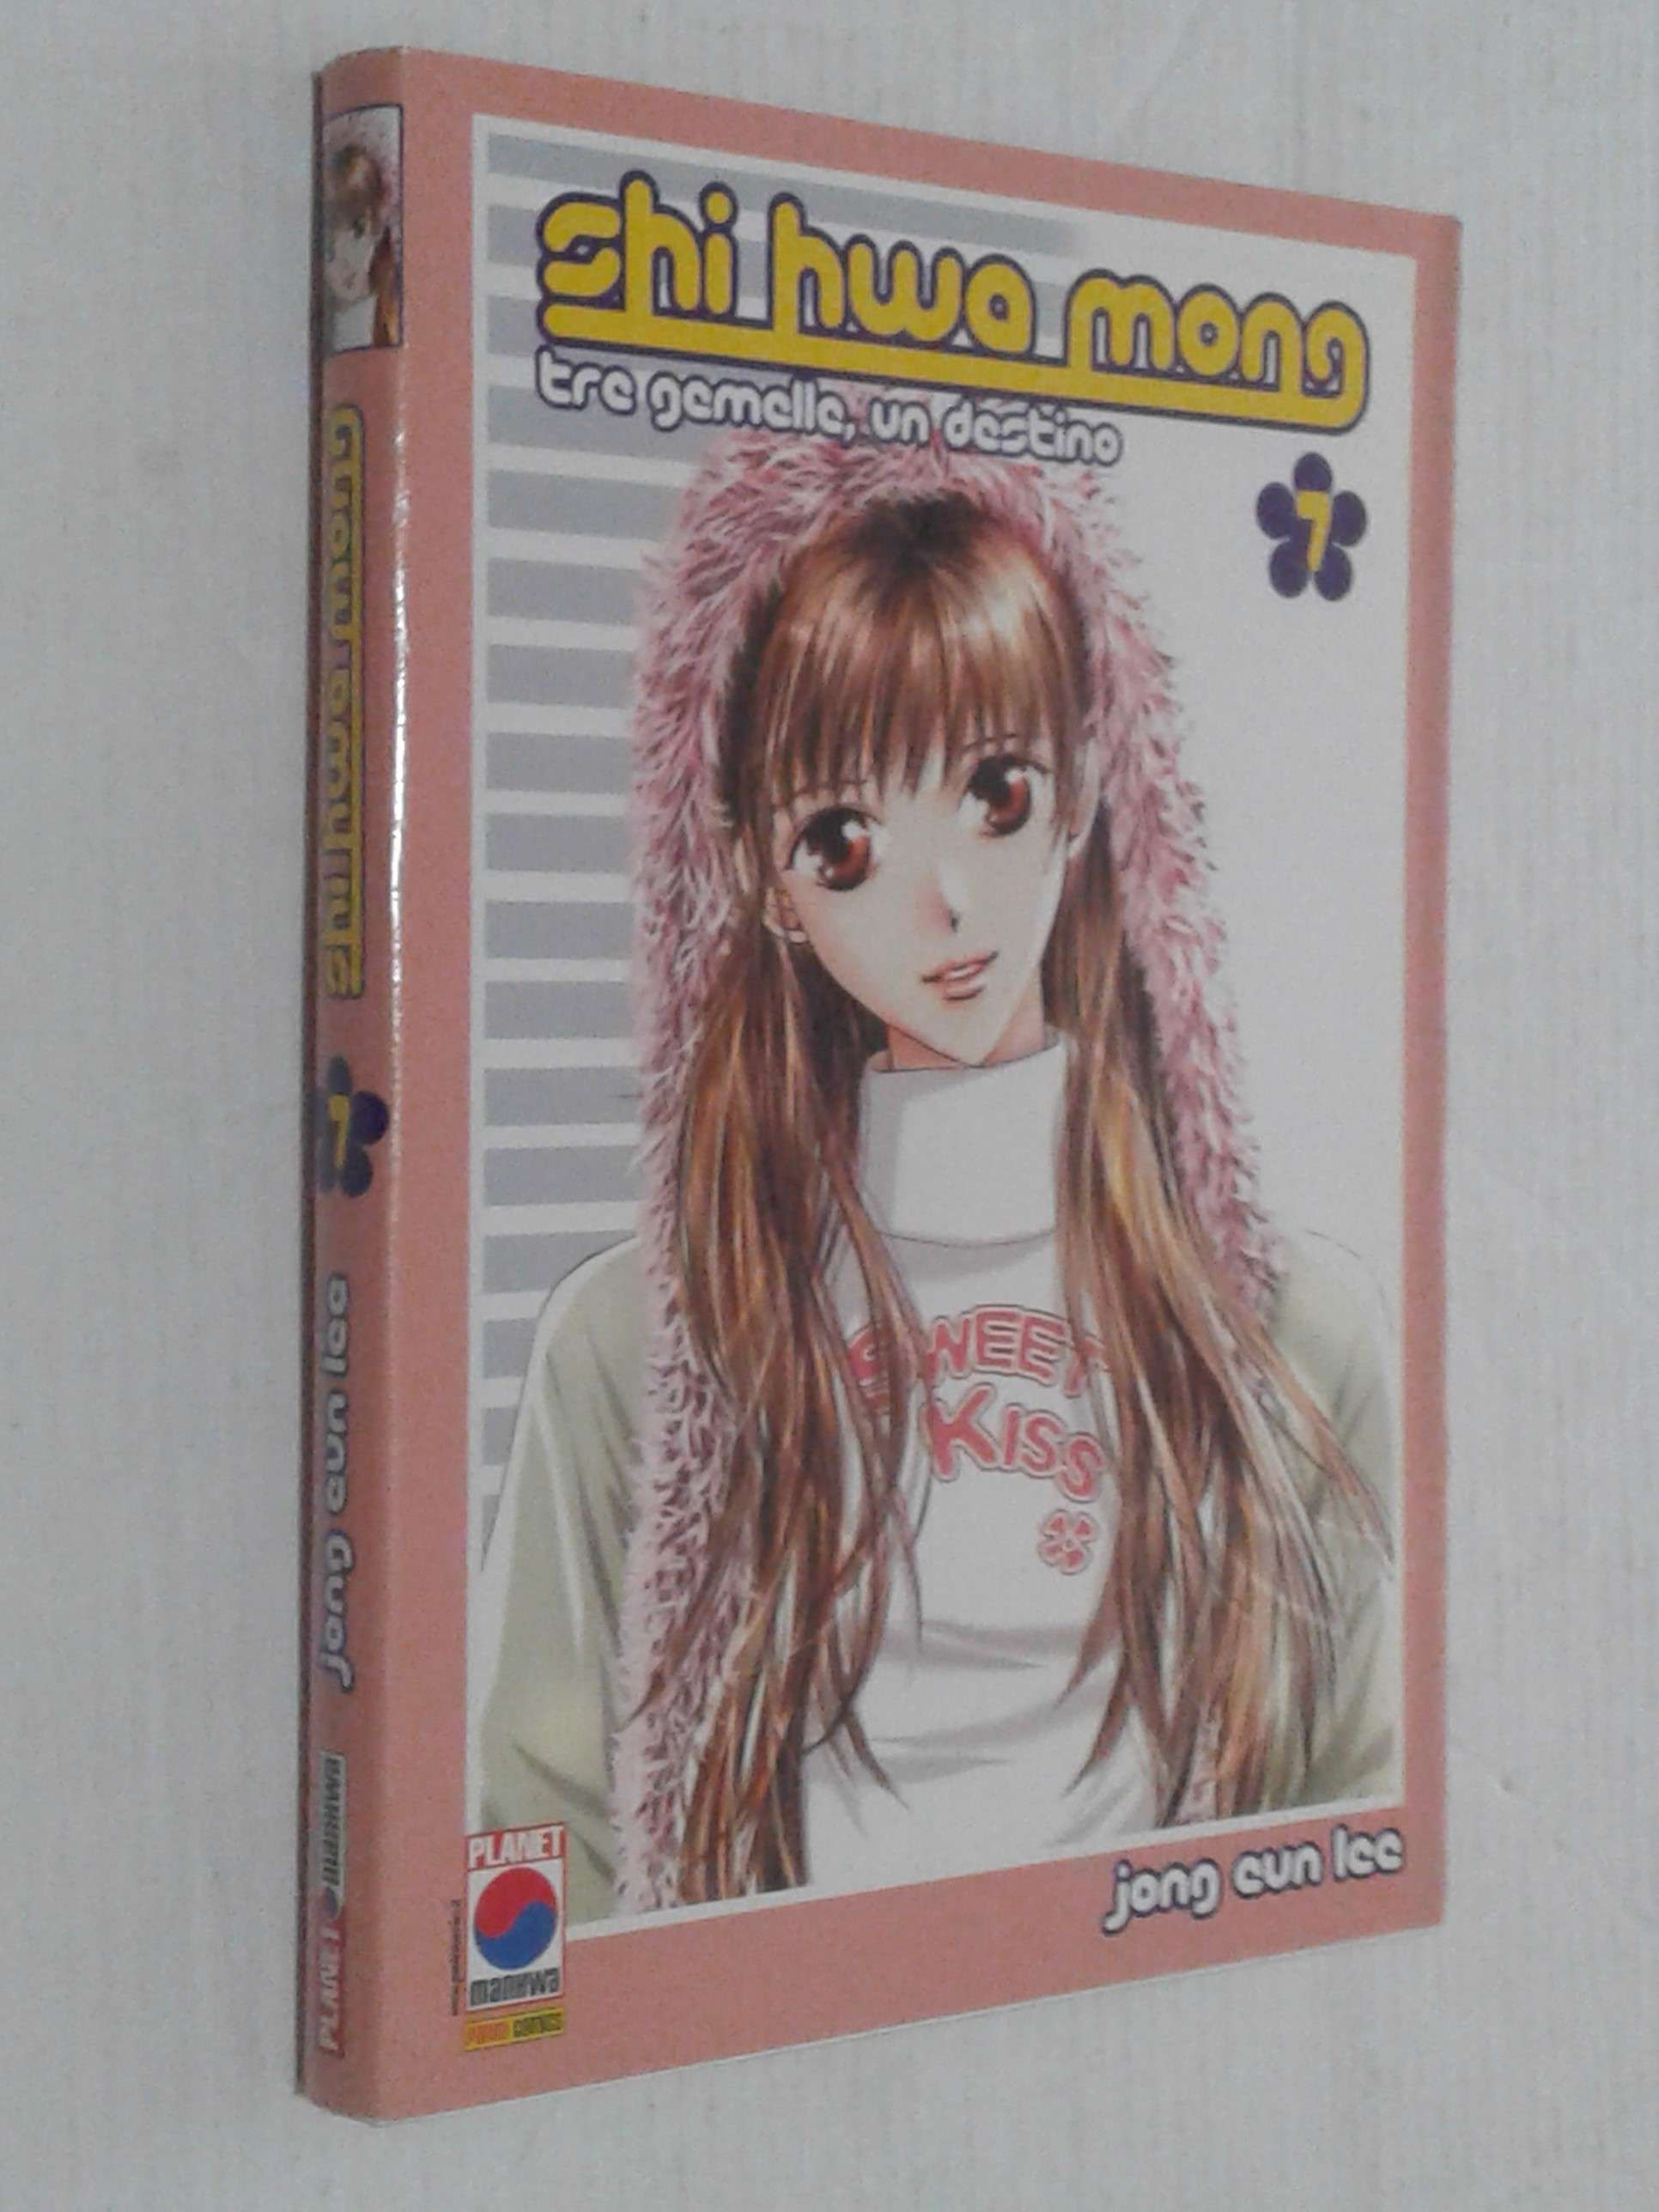 shi hwa mong
tre gemelle, un destino
7
SWEET
KISS
jong eun lee
PLANET
manhwa
PANINI COMICS
shi hwa mong
7
jong eun lee
PLANET manhwa